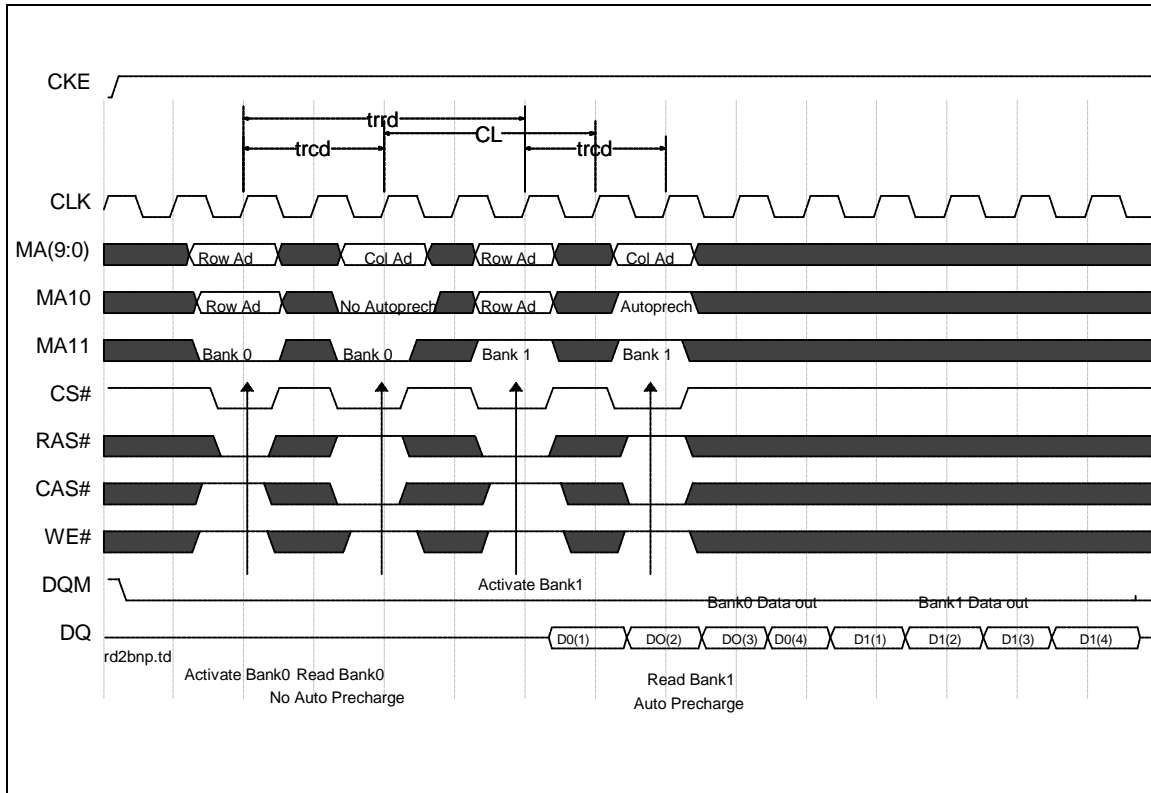 CKE
trrd
CL
trcd trcd
CLK
MA(9:0) Row Ad Col Ad Row Ad Col Ad
MA10 Row Ad No Autoprech Row Ad Autoprech
MA11 Bank 0 Bank 0 Bank 1 Bank 1
CS#
RAS#
CAS#
WE#
DQM Activate Bank1
Bank0 Data out Bank1 Data out
DQ D0(1) DO(2) DO(3) D0(4) D1(1) D1(2) D1(3) D1(4)
rd2bnp.td
Activate Bank0 Read Bank0 Read Bank1
No Auto Precharge Auto Precharge